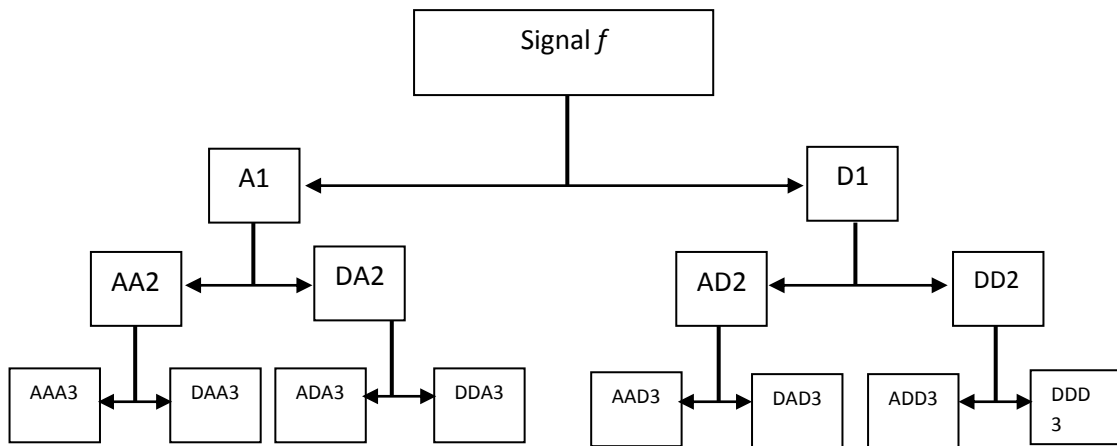 Signal f
A1
D1
AA2
DA2
AD2
DD2
AAA3
DAA3
ADA3
DDA3
AAD3
DAD3
ADD3
DDD
3